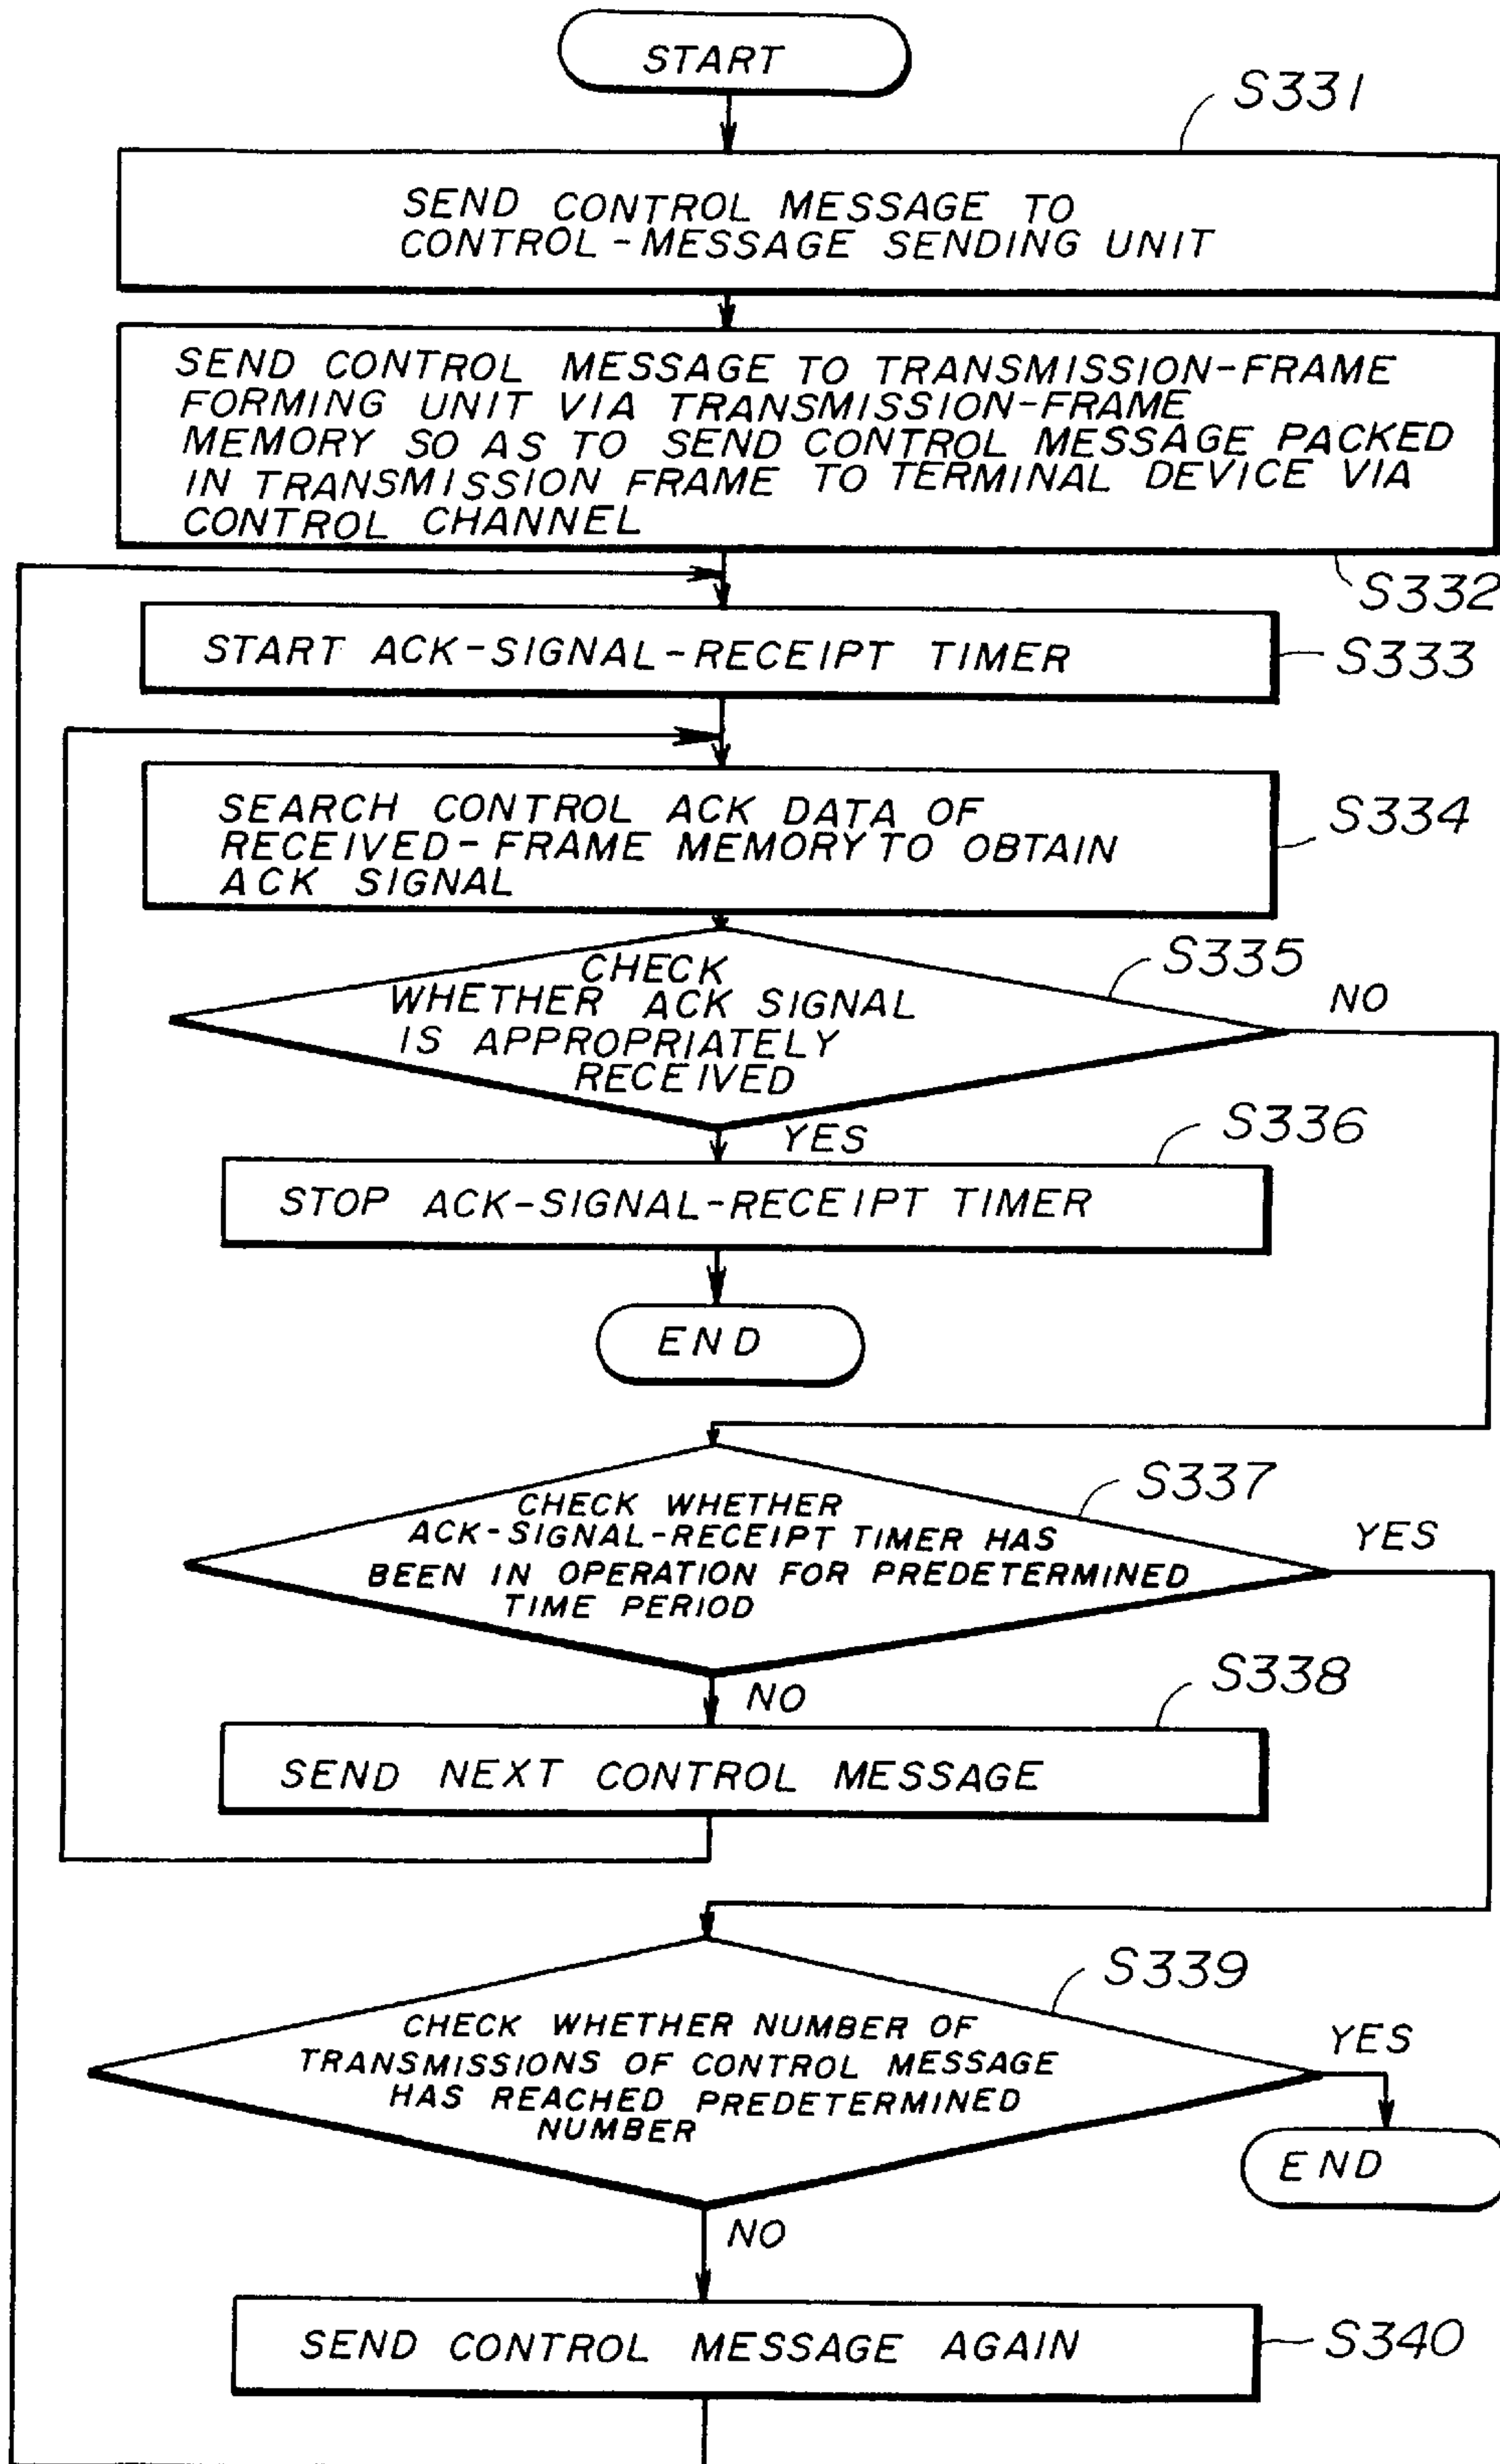 START
S331
SEND CONTROL MESSAGE TO
CONTROL-MESSAGE SENDING UNIT
SEND CONTROL MESSAGE TO TRANSMISSION-FRAME
FORMING UNIT VIA TRANSMISSION-FRAME
MEMORY SO AS TO SEND CONTROL MESSAGE PACKED
IN TRANSMISSION FRAME TO TERMINAL DEVICE VIA
CONTROL CHANNEL
S332
START ACK-SIGNAL-RECEIPT TIMER
S333
SEARCH CONTROL ACK DATA OF
RECEIVED-FRAME MEMORY TO OBTAIN
ACK SIGNAL
S334
S335
CHECK
WHETHER ACK SIGNAL
IS APPROPRIATELY
RECEIVED
NO
YES
S336
STOP ACK-SIGNAL-RECEIPT TIMER
END
S337
CHECK WHETHER
ACK-SIGNAL-RECEIPT TIMER HAS
BEEN IN OPERATION FOR PREDETERMINED
TIME PERIOD
YES
NO
S338
SEND NEXT CONTROL MESSAGE
S339
CHECK WHETHER NUMBER OF
TRANSMISSIONS OF CONTROL MESSAGE
HAS REACHED PREDETERMINED
NUMBER
YES
END
NO
SEND CONTROL MESSAGE AGAIN
S340